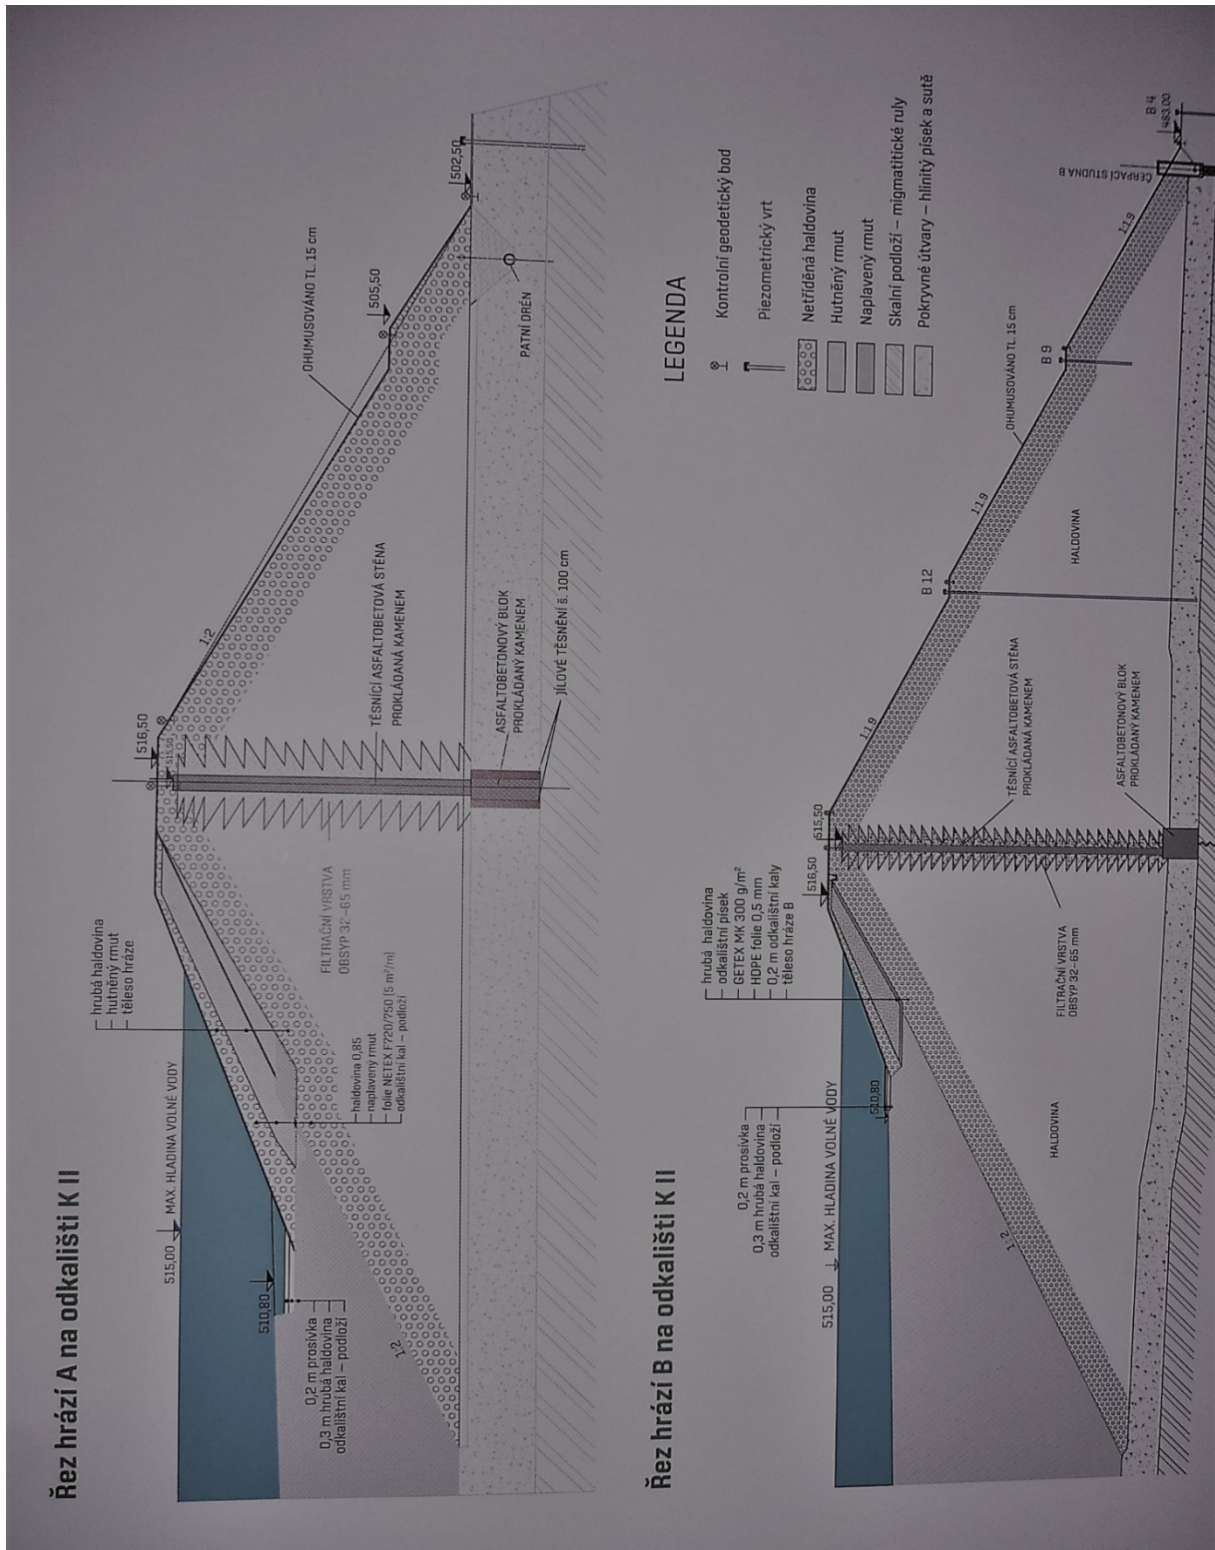 Řez hrází A na odkališti K II
515,00
MAX. HLADINA VOLNÉ VODY
hrubá haldovina
hutněný rmut
těleso hráze
516,50
515,50
1:2
OHUMUSOVÁNO TL. 15 cm
505,50
502,50
510,80
0,2 m prosívka
0,3 m hrubá haldovina
odkalištní kal – podloží
1:2
haldovina 0,85
naplavený rmut
folie NETEX F720/750 [5 m²/m]
odkalištní kal – podloží
FILTRAČNÍ VRSTVA
OBSYP 32–65 mm
TĚSNÍCÍ ASFALTOBETOVÁ STĚNA
PROKLÁDANÁ KAMENEM
ASFALTOBETONOVÝ BLOK
PROKLÁDANÝ KAMENEM
JÍLOVÉ TĚSNĚNÍ š. 100 cm
PATNÍ DRÉN
Řez hrází B na odkališti K II
515,00
MAX. HLADINA VOLNÉ VODY
0,2 m prosívka
0,3 m hrubá haldovina
odkalištní kal – podloží
510,80
hrubá haldovina
odkalištní písek
GETEX MK 300 g/m²
HDPE folie 0,5 mm
0,2 m odkalištní kaly
těleso hráze B
516,50
515,50
1:1.9
B 12
1:1.9
OHUMUSOVÁNO TL. 15 cm
B 9
1:1.9
ČERPACÍ STUDNA B
B 4
483.00
1:2
HALDOVINA
FILTRAČNÍ VRSTVA
OBSYP 32–65 mm
TĚSNÍCÍ ASFALTOBETOVÁ STĚNA
PROKLÁDANÁ KAMENEM
ASFALTOBETONOVÝ BLOK
PROKLÁDANÝ KAMENEM
HALDOVINA
LEGENDA
Kontrolní geodetický bod
Piezometrický vrt
Netříděná haldovina
Hutněný rmut
Naplavený rmut
Skalní podloží – migmatitické ruly
Pokryvné útvary – hlinitý písek a sutě